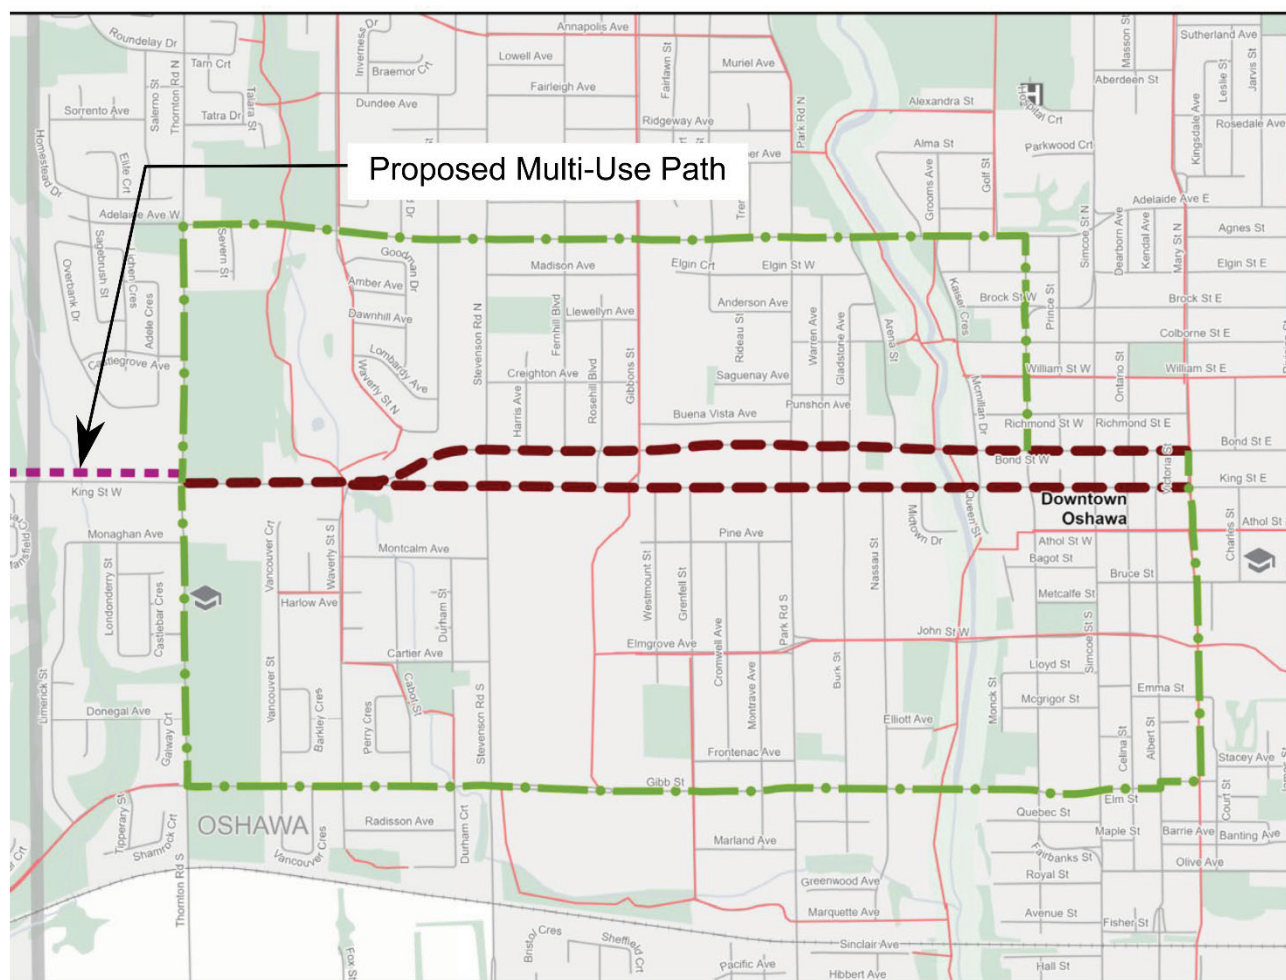 Annapolis Ave
Roundelay Dr
Inverness Dr
Sutherland Ave
Tarn Crt
Lowell Ave
Muriel Ave
Masson St
Braemor Crt
Fairlawn St
Aberdeen St
Leslie St
Jarvis St
Fairleigh Ave
Salerno St
Thornton Rd N
Talara St
Dundee Ave
Alexandra St
H
Hospital Crt
Sorrento Ave
Tatra Dr
Ridgeway Ave
Park Rd N
Kingsdale Ave
Rosedale Ave
Homestead Dr
Elite Crt
Alma St
Parkwood Crt
Proposed Multi-Use Path
Grooms Ave
Golf St
Adelaide Ave W
Adelaide Ave E
Sagebrush St
Lichen Cres
Severn St
Goodman Dr
Simcoe St N
Dearborn Ave
Kendal Ave
Mary St N
Agnes St
Overbank Dr
Madison Ave
Elgin Crt
Elgin St W
Elgin St E
Amber Ave
Adele Cres
Dawnhill Ave
Stevenson Rd N
Fernhill Blvd
Llewellyn Ave
Anderson Ave
Kaiser Cres
Brock St W
Prince St
Brock St E
Rideau St
Warren Ave
Gladstone Ave
Arena St
Colborne St E
Castlegrove Ave
Lombardy Ave
Waverly St N
Creighton Ave
Rosehill Blvd
Gibbons St
Saguenay Ave
William St W
Ontario St
William St E
Harris Ave
Punshon Ave
Mcmillan Dr
Buena Vista Ave
Richmond St W
Richmond St E
Bond St W
Victoria St
Bond St E
King St W
King St E
Downtown
Oshawa
Queen St
Midtown Dr
Monaghan Ave
Vancouver Crt
Waverly St S
Pine Ave
Athol St W
Athol St
Charles St
Montcalm Ave
Bagot St
Nassau St
Bruce St
Londonderry St
Castlebar Cres
Harlow Ave
Durham St
Westmount St
Grenfell St
Metcalfe St
Park Rd S
Elmgrove Ave
John St W
Simcoe St S
Cartier Ave
Cromwell Ave
Lloyd St
Limerick St
Vancouver St
Cabot St
Montrave Ave
Burk St
Emma St
Donegal Ave
Galway Crt
Barkley Cres
Perry Cres
Stevenson Rd S
Elliott Ave
Monck St
Mcgrigor St
Celina St
Albert St
Frontenac Ave
Stacey Ave
Gibb St
Elm St
Court St
Tipperary St
Shamrock Crt
OSHAWA
Radisson Ave
Durham Crt
Quebec St
Maple St
Barrie Ave
Banting Ave
Vancouver Cres
Marland Ave
Fairbanks St
Olive Ave
Thornton Rd S
Greenwood Ave
Royal St
Marquette Ave
Avenue St
Fisher St
Fox St
Bristol Cres
Sheffield Crt
Sinclair Ave
Pacific Ave
Hibbert Ave
Hall St